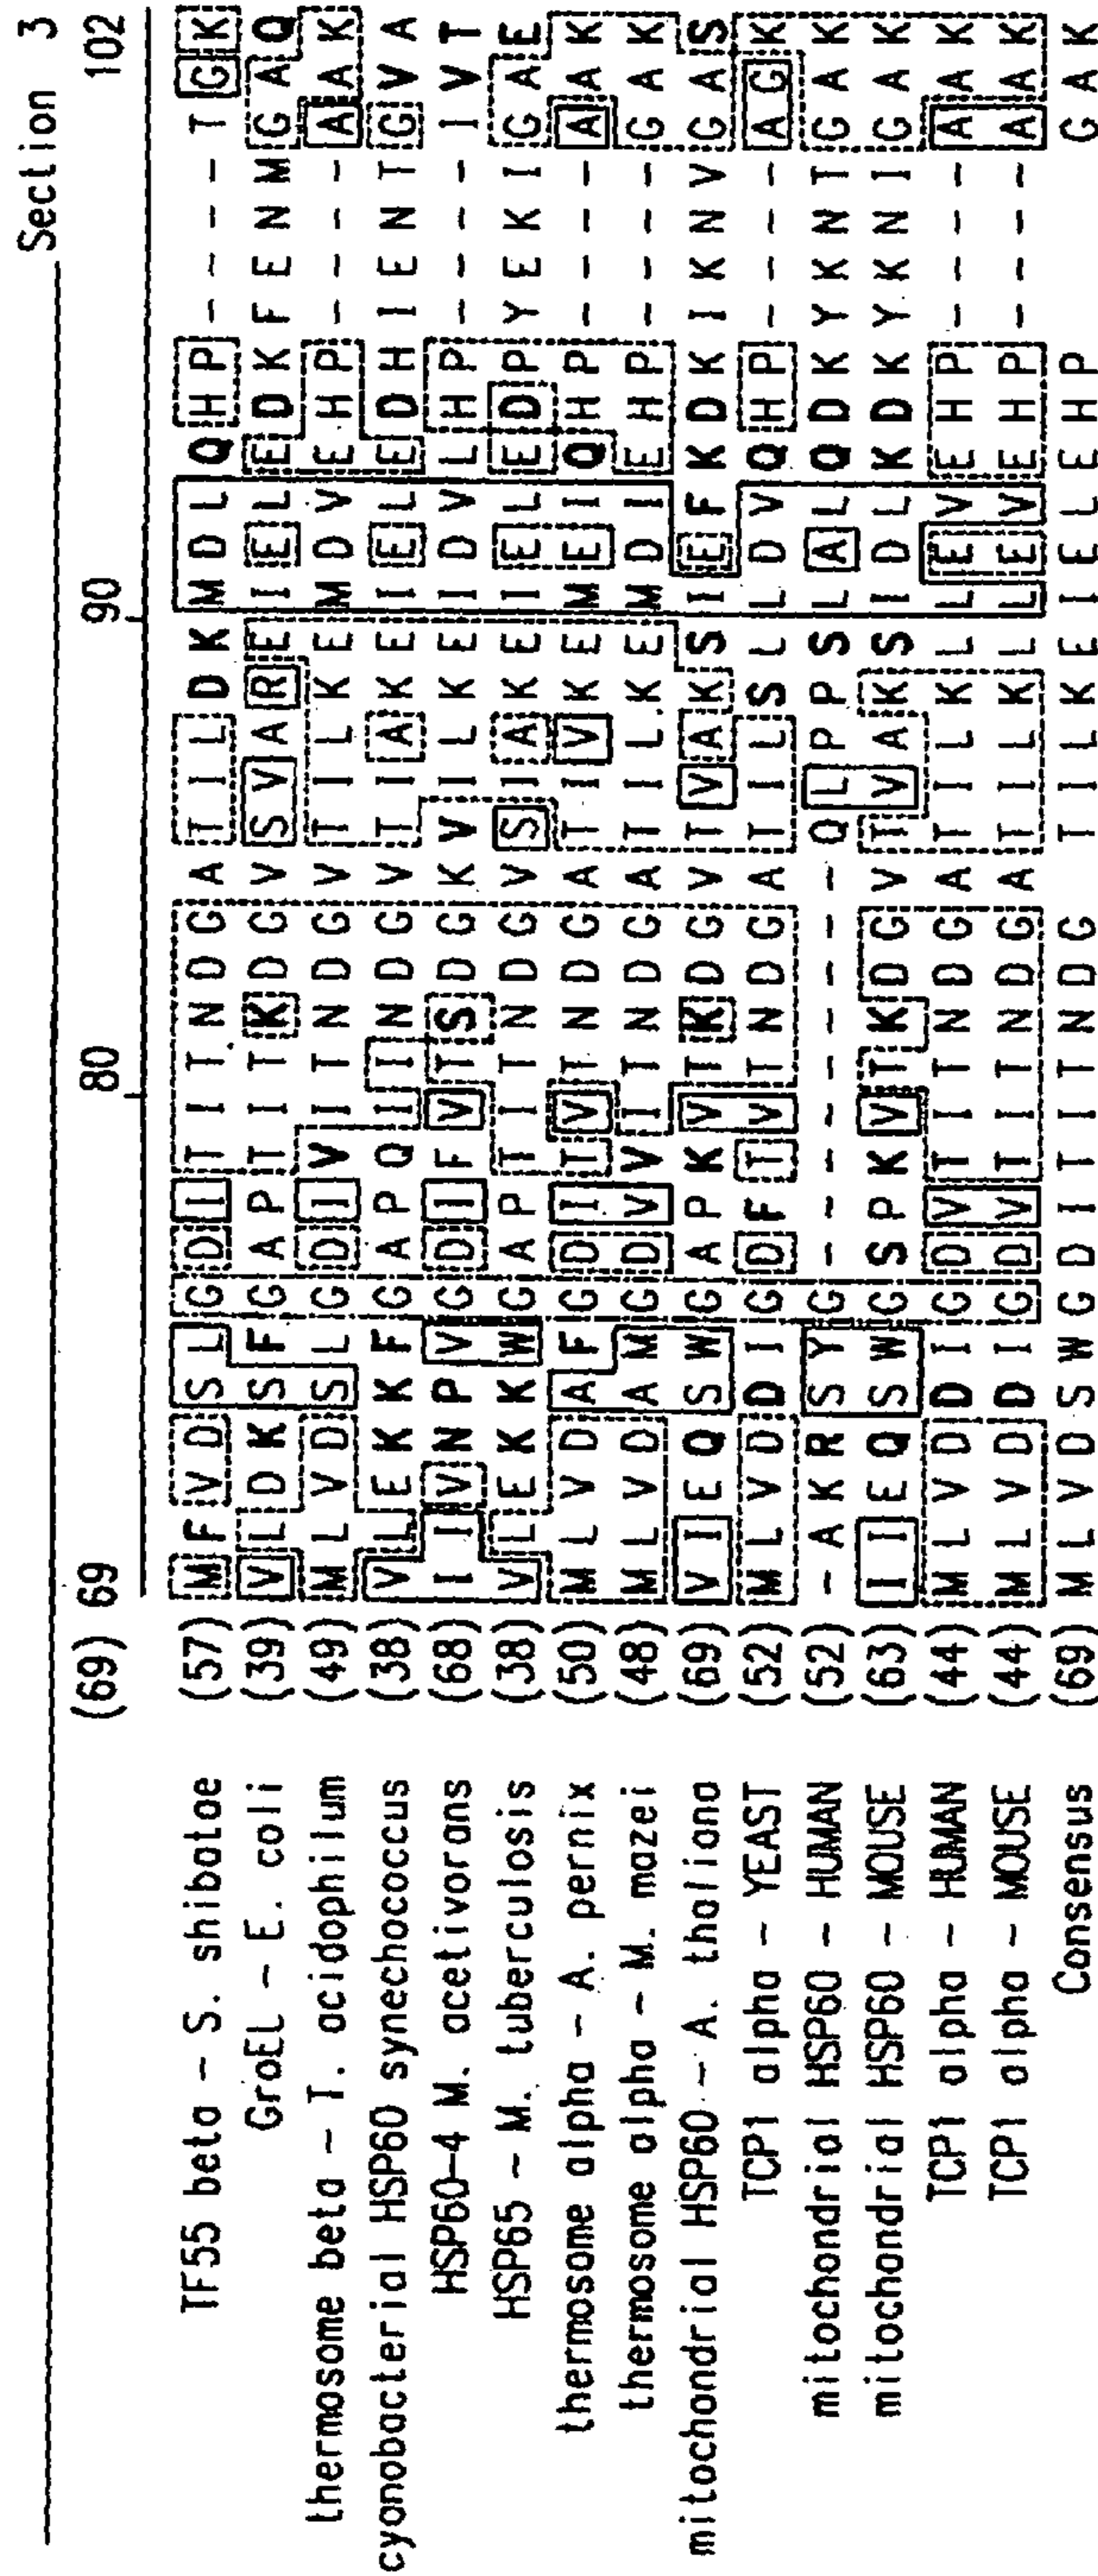 Section 3
(69) 69 80 90 102
TF55 beta - S. shibatae (57) M F V D S L G D I T I T N D G A T I L D K M D L Q H P - - - - T G K
GroEL - E. coli (39) V L D K S F G A P T I T K D G V S V A R E I E L E D K F E N M G A Q
thermosome beta - T. acidophilum (49) M L V D S L G D I V I T N D G V T I L K E M D V E H P - - - - A A K
cyanobacterial HSP60 synechococcus (38) V L E K K F G A P Q I I N D G V T I A K E I E L E D H I E N T G V A
HSP60-4 M. acetivorans (68) I I V N P V G D I F V T S D G K V I L K E I D V L H P - - - - I V T
HSP65 - M. tuberculosis (38) V L E K K W G A P T I T N D G V S I A K E I E L E D P Y E K I G A E
thermosome alpha - A. pernix (50) M L V D A F G D I T V T N D G A T I V K E M E I Q H P - - - - A A K
thermosome alpha - M. mazei (48) M L V D A M G D V V I T N D G A T I L K E M D I E H P - - - - G A K
mitochondrial HSP60 - A. thaliana (69) V I E Q S W G A P K V T K D G V T V A K S I E F K D K I K N V G A S
TCP1 alpha - YEAST (52) M L V D D I G D F T V T N D G A T I L S L L D V Q H P - - - - A G K
mitochondrial HSP60 - HUMAN (52) - A K R S Y G - - - - - - - - - Q L P P S L A L Q D K Y K N T G A K
mitochondrial HSP60 - MOUSE (63) I I E Q S W G S P K V T K D G V T V A K S I D L K D K Y K N I G A K
TCP1 alpha - HUMAN (44) M L V D D I G D V T I T N D G A T I L K L L E V E H P - - - - A A K
TCP1 alpha - MOUSE (44) M L V D D I G D V T I T N D G A T I L K L L E V E H P - - - - A A K
Consensus (69) M L V D S W G D I T I T N D G T I L K E I E L E H P G A K